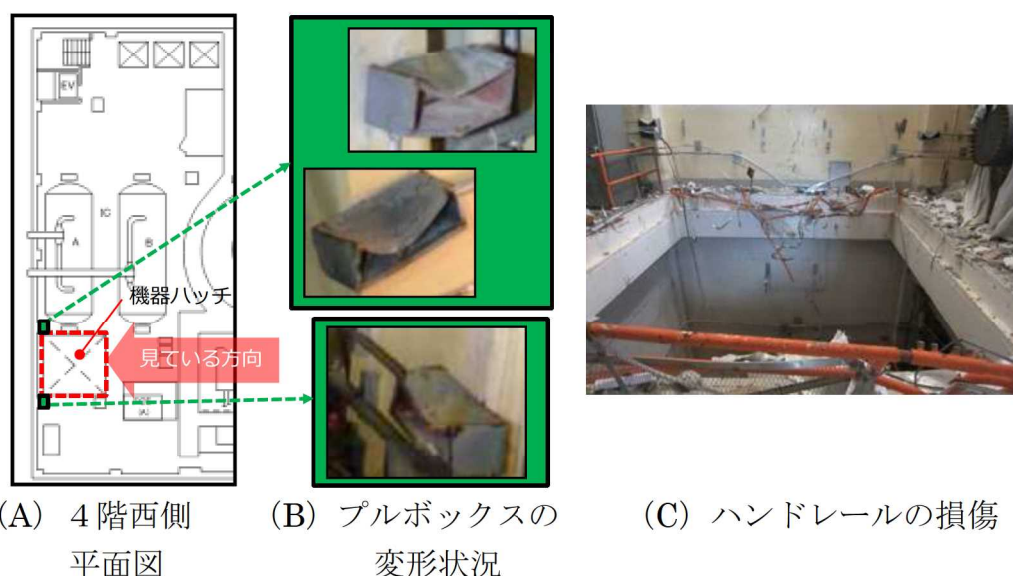 EV
IC
A
B
機器ハッチ
見ている方向
(A) 4階西側
平面図
(B) プルボックスの
変形状況
(C) ハンドレールの損傷